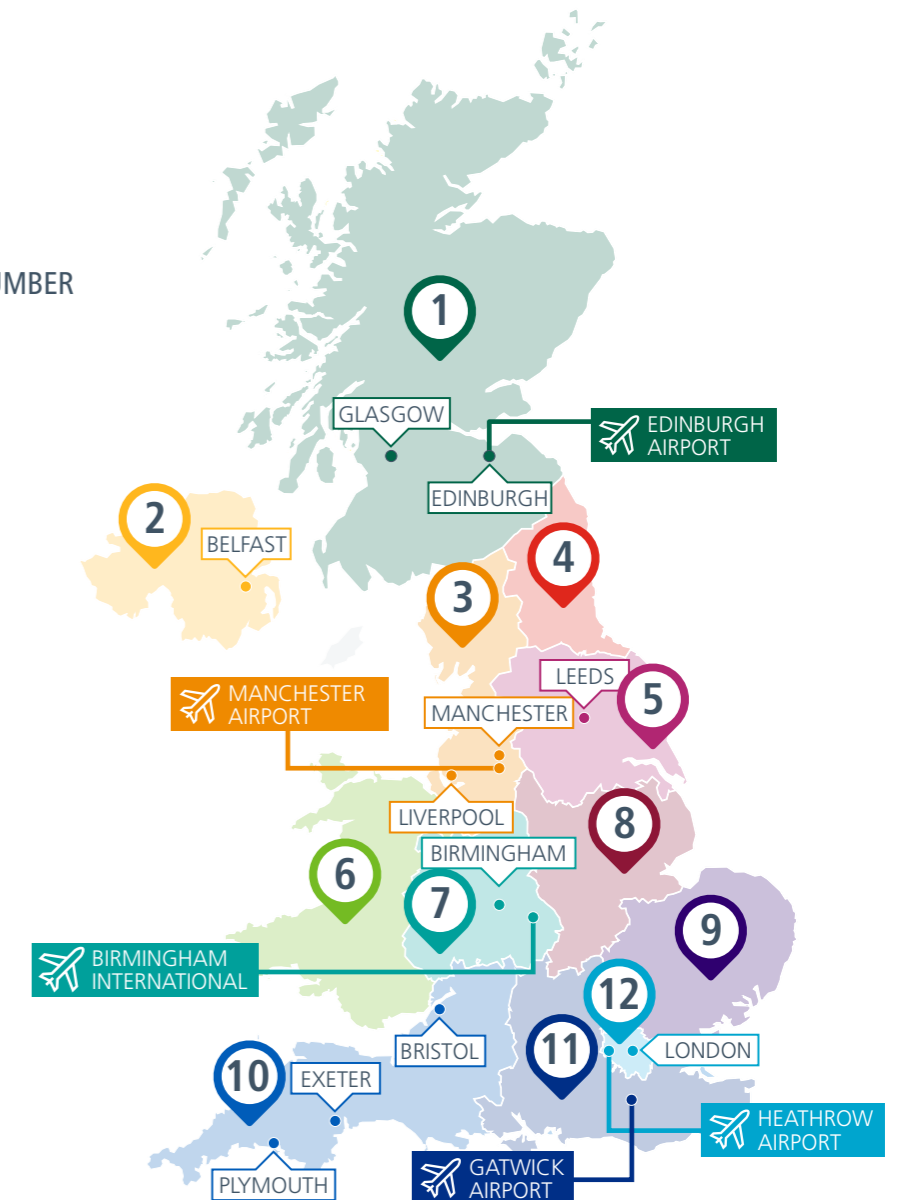 UMBER
1
GLASGOW
EDINBURGH
AIRPORT
EDINBURGH
2
BELFAST
4
3
LEEDS
5
MANCHESTER
AIRPORT
MANCHESTER
LIVERPOOL
8
BIRMINGHAM
6
7
9
BIRMINGHAM
INTERNATIONAL
12
BRISTOL
11
LONDON
10
EXETER
HEATHROW
AIRPORT
PLYMOUTH
GATWICK
AIRPORT